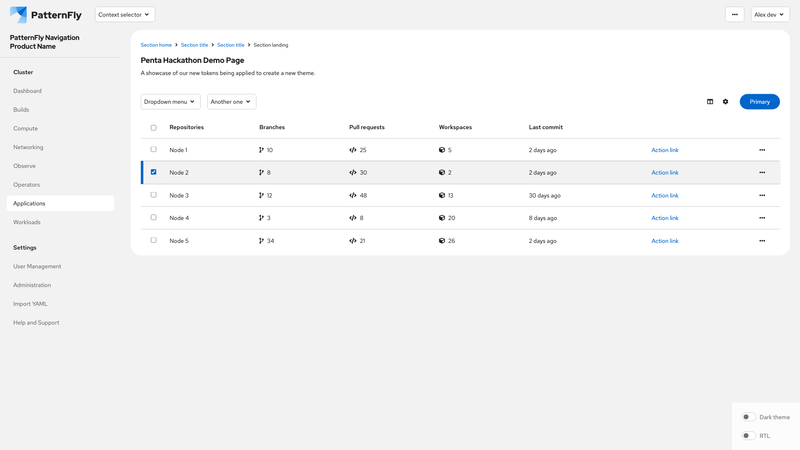 PatternFly
Context selector
Alex dev
PatternFly Navigation
Product Name
Cluster
Dashboard
Builds
Compute
Networking
Observe
Operators
Applications
Workloads
Settings
User Management
Administration
Import YAML
Help and Support
Section home Section title Section title Section landing
Penta Hackathon Demo Page
A showcase of our new tokens being applied to create a new theme.
Dropdown menu Another one Primary
Repositories Branches Pull requests Workspaces Last commit
Node 1 10 25 5 2 days ago Action link
Node 2 8 30 2 2 days ago Action link
Node 3 12 48 13 30 days ago Action link
Node 4 3 8 20 8 days ago Action link
Node 5 34 21 26 2 days ago Action link
Dark theme
RTL